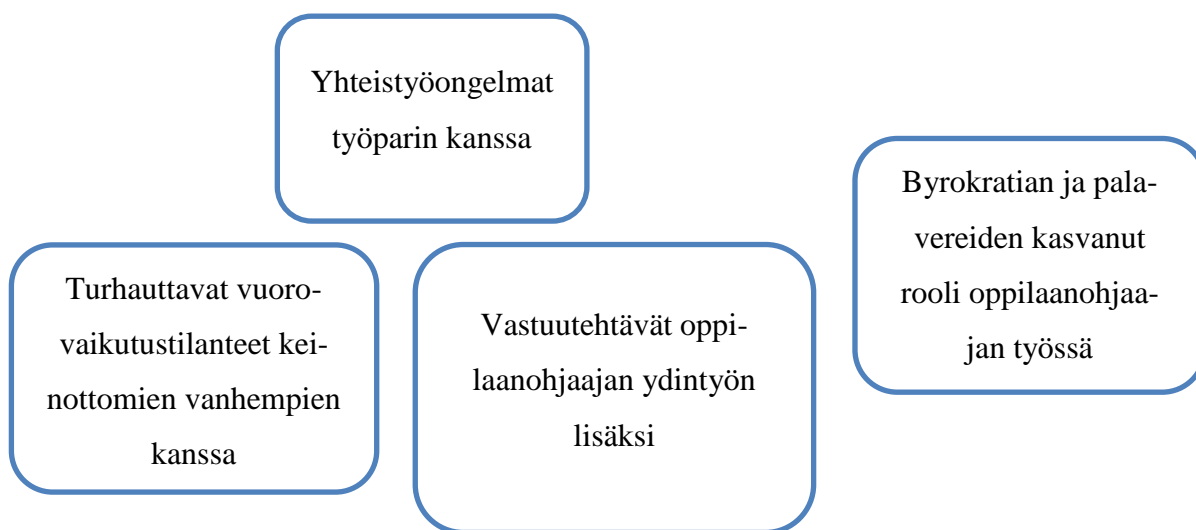 Yhteistyöongelmat
työparin kanssa
Byrokratian ja pala-
vereiden kasvanut
rooli oppilaanohjaa-
jan työssä
Turhauttavat vuoro-
vaikutustilanteet kei-
nottomien vanhempien
kanssa
Vastuutehtävät oppi-
laanohjaajan ydintyön
lisäksi